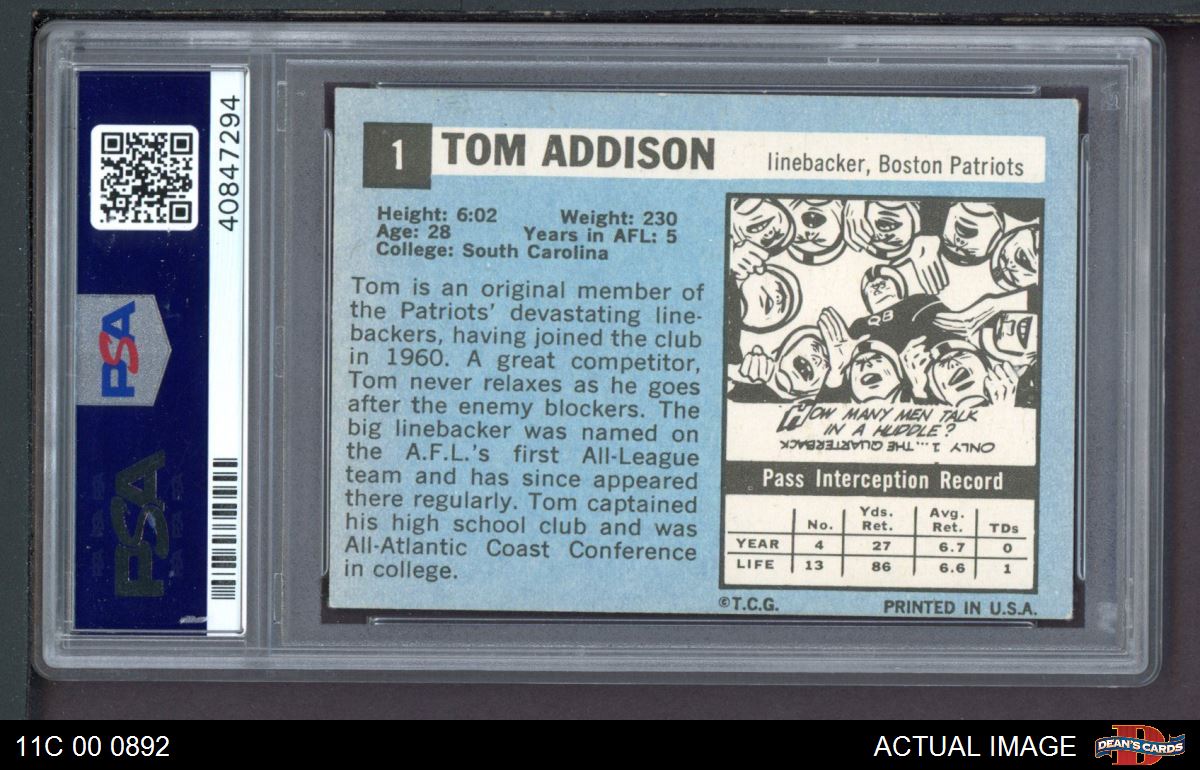 40847294
PSA
PSA
1
TOM ADDISON
linebacker, Boston Patriots
Height: 6:02 Weight: 230
Age: 28 Years in AFL: 5
College: South Carolina
Tom is an original member of
the Patriots' devastating line-
backers, having joined the club
in 1960. A great competitor,
Tom never relaxes as he goes
after the enemy blockers. The
big linebacker was named on
the A.F.L.'s first All-League
team and has since appeared
there regularly. Tom captained
his high school club and was
All-Atlantic Coast Conference
in college.
QB
HOW MANY MEN TALK
IN A HUDDLE?
ONLY 1... THE QUARTERBACK
Pass Interception Record
No. Yds. Ret. Avg. Ret. TDs
YEAR 4 27 6.7 0
LIFE 13 86 6.6 1
©T.C.G. PRINTED IN U.S.A.
11C 00 0892
ACTUAL IMAGE
DEAN'S CARDS